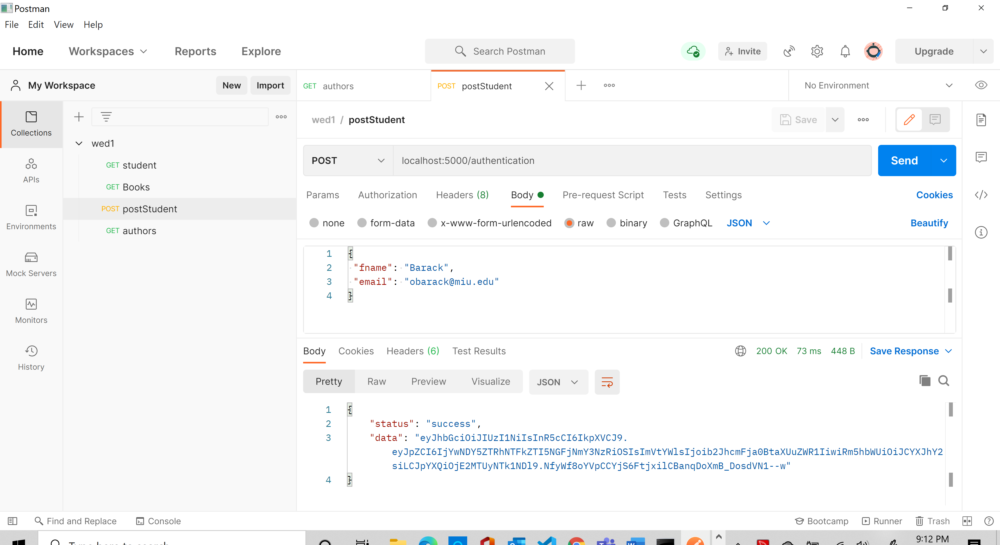 Postman
File Edit View Help
Home Workspaces Reports Explore Search Postman Invite Upgrade
My Workspace New Import GET authors POST postStudent No Environment
Collections
APIs
Environments
Mock Servers
Monitors
History
wed1
GET student
GET Books
POST postStudent
GET authors
wed1 / postStudent Save
POST localhost:5000/authentication Send
Params Authorization Headers (8) Body Pre-request Script Tests Settings Cookies
none form-data x-www-form-urlencoded raw binary GraphQL JSON Beautify
1 {
2 "fname": "Barack",
3 "email": "obarack@miu.edu"
4 }
Body Cookies Headers (6) Test Results 200 OK 73 ms 448 B Save Response
Pretty Raw Preview Visualize JSON
1 {
2 "status": "success",
3 "data": "eyJhbGciOiJIUzI1NiIsInR5cCI6IkpXVCJ9.
eyJpZCI6IjYwNDY5ZTRhNTFkZTI5NGFjNmY3NzRiOSIsImVtYWlsIjoib2JhcmFja0BtaXUuZWR1IiwiRm5hbWUiOiJCYXJhY2
siLCJpYXQiOjE2MTUyNTk1NDl9.NfyWf8oYVpCCYjS6FtjxilCBanqDoXmB_DosdVN1--w"
4 }
Find and Replace Console Bootcamp Runner Trash
Type here to search 9:12 PM